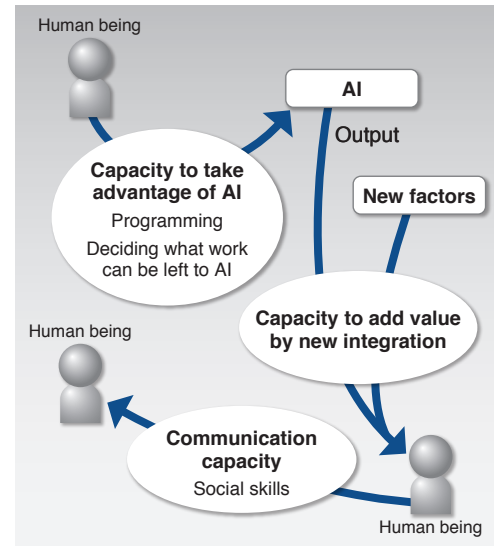 Human being
AI
Output
Capacity to take
advantage of AI
Programming
Deciding what work
can be left to AI
New factors
Capacity to add value
by new integration
Human being
Communication
capacity
Social skills
Human being